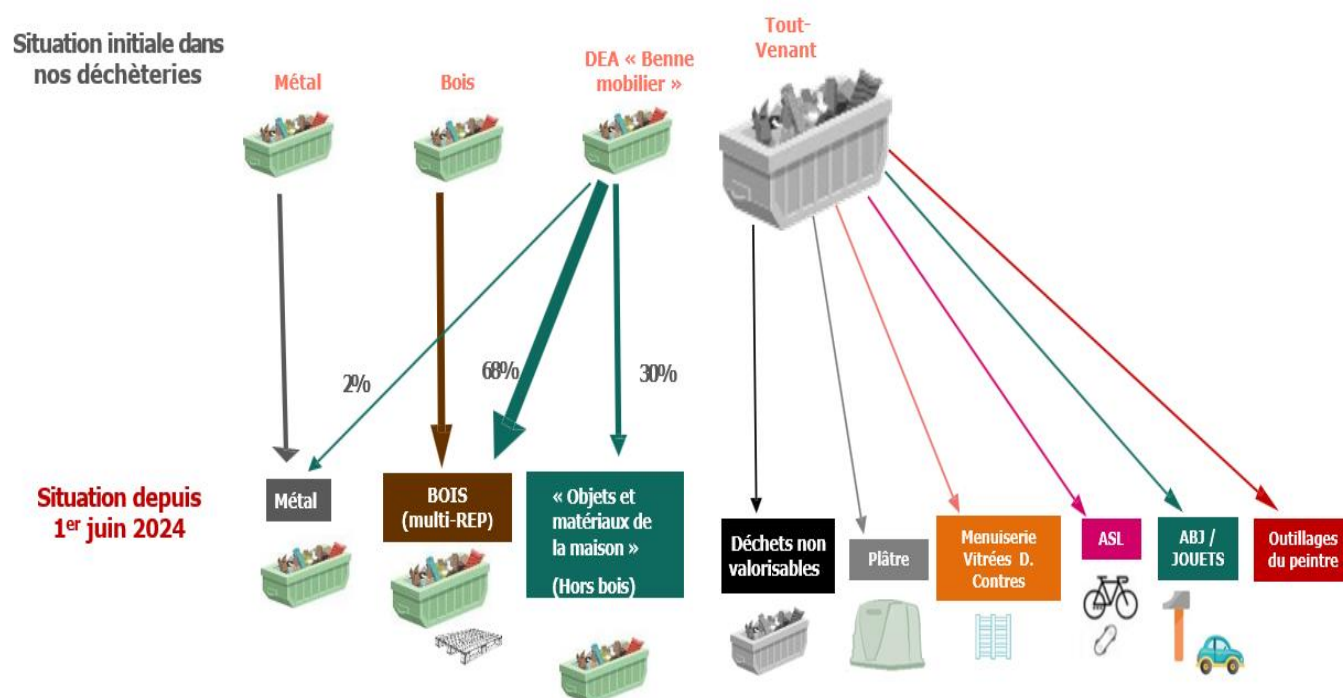 Situation initiale dans
nos déchèteries
Métal
Bois
DEA « Benne
mobilier »
Tout-
Venant
2%
68%
30%
Situation depuis
1er juin 2024
Métal
BOIS
(multi-REP)
« Objets et
matériaux de
la maison »
(Hors bois)
Déchets non
valorisables
Plâtre
Menuiserie
Vitrées D.
Contres
ASL
ABJ /
JOUETS
Outillages
du peintre